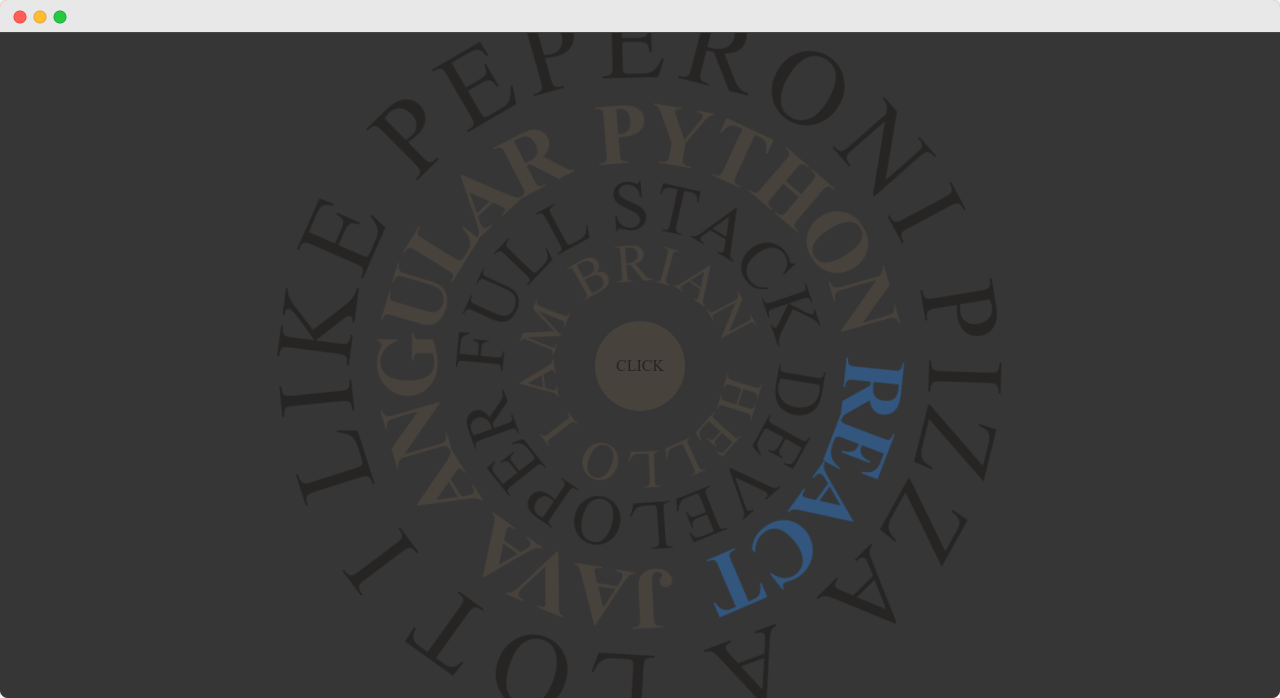 CLICK
HELLO I AM BRIAN
FULL STACK DEVELOPER
REACT JAVA ANGULAR PYTHON
I LIKE PEPERONI PIZZA A LOT